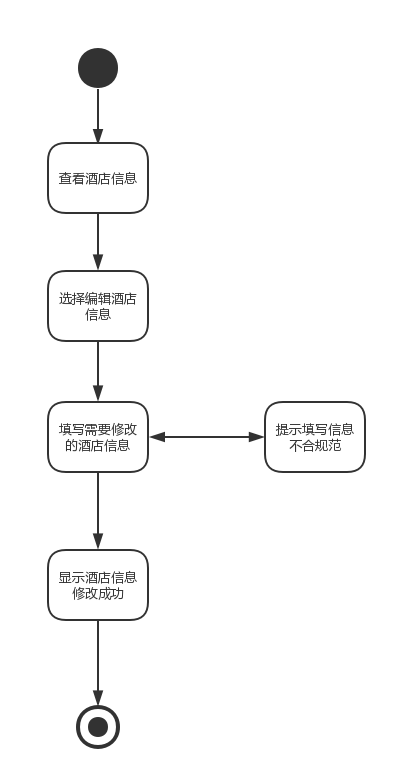 查看酒店信息
选择编辑酒店
信息
填写需要修改
的酒店信息
提示填写信息
不合规范
显示酒店信息
修改成功